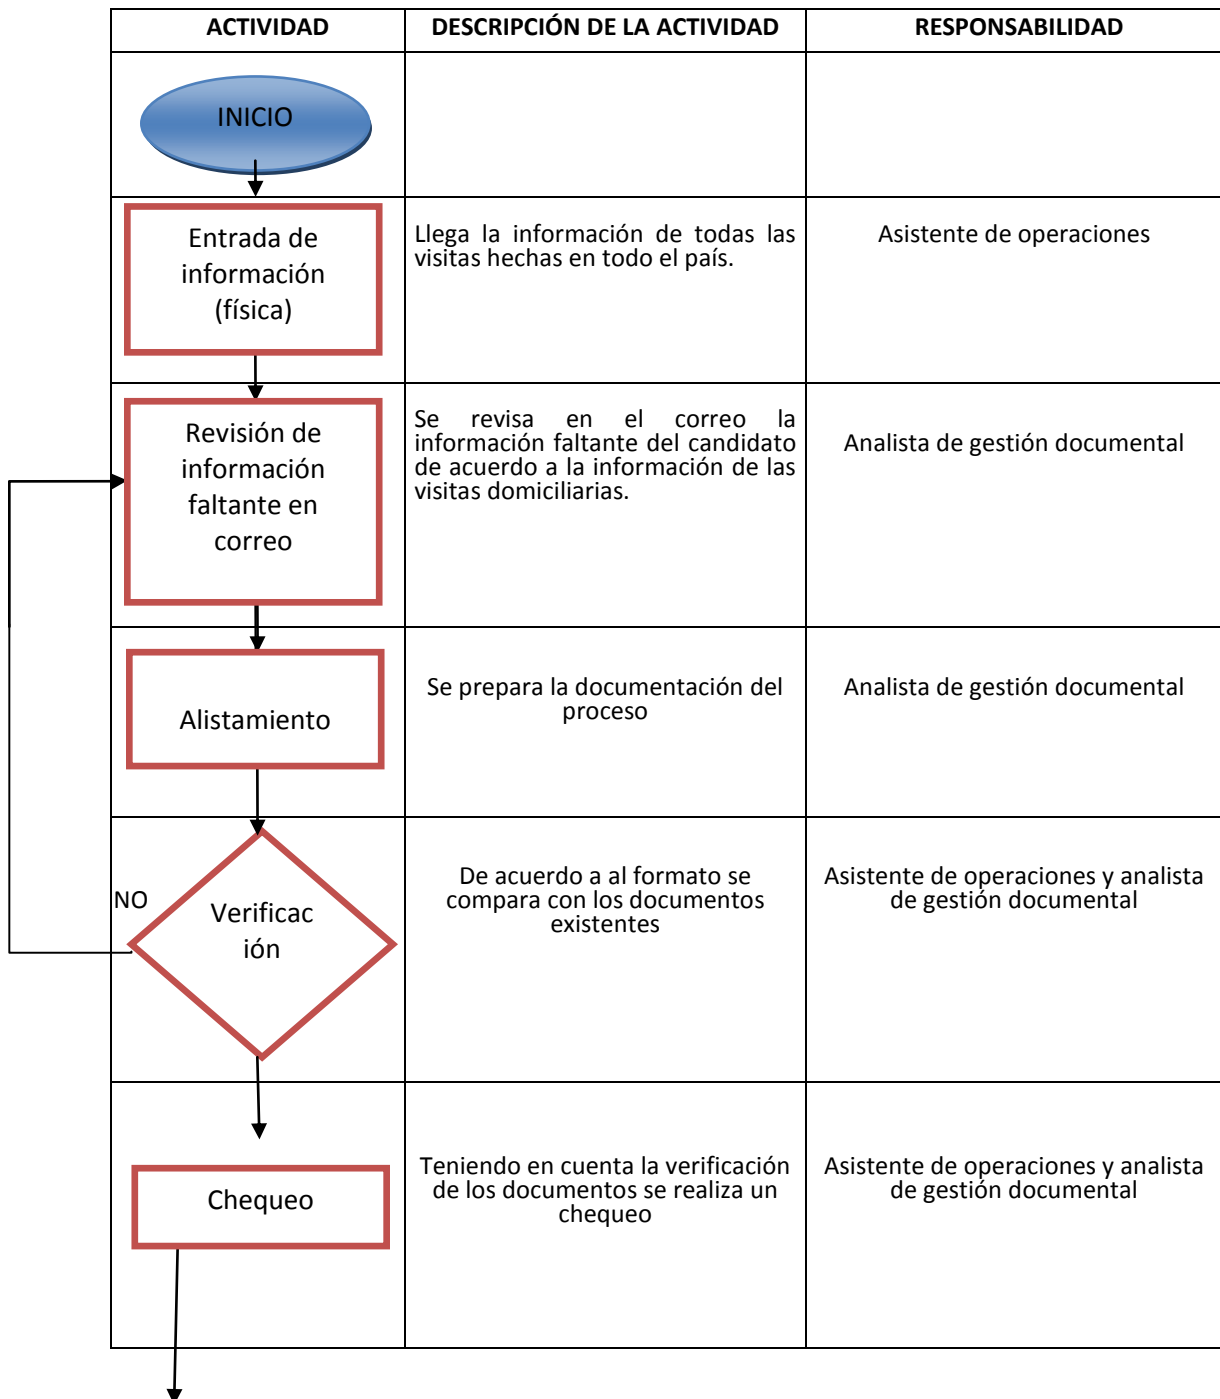 ACTIVIDAD
DESCRIPCIÓN DE LA ACTIVIDAD
RESPONSABILIDAD
INICIO
Entrada de
información
(física)
Llega la información de todas las
visitas hechas en todo el país.
Asistente de operaciones
Revisión de
información
faltante en
correo
Se revisa en el correo la
información faltante del candidato
de acuerdo a la información de las
visitas domiciliarias.
Analista de gestión documental
Alistamiento
Se prepara la documentación del
proceso
Analista de gestión documental
NO
Verificac
ión
De acuerdo a al formato se
compara con los documentos
existentes
Asistente de operaciones y analista
de gestión documental
Chequeo
Teniendo en cuenta la verificación
de los documentos se realiza un
chequeo
Asistente de operaciones y analista
de gestión documental